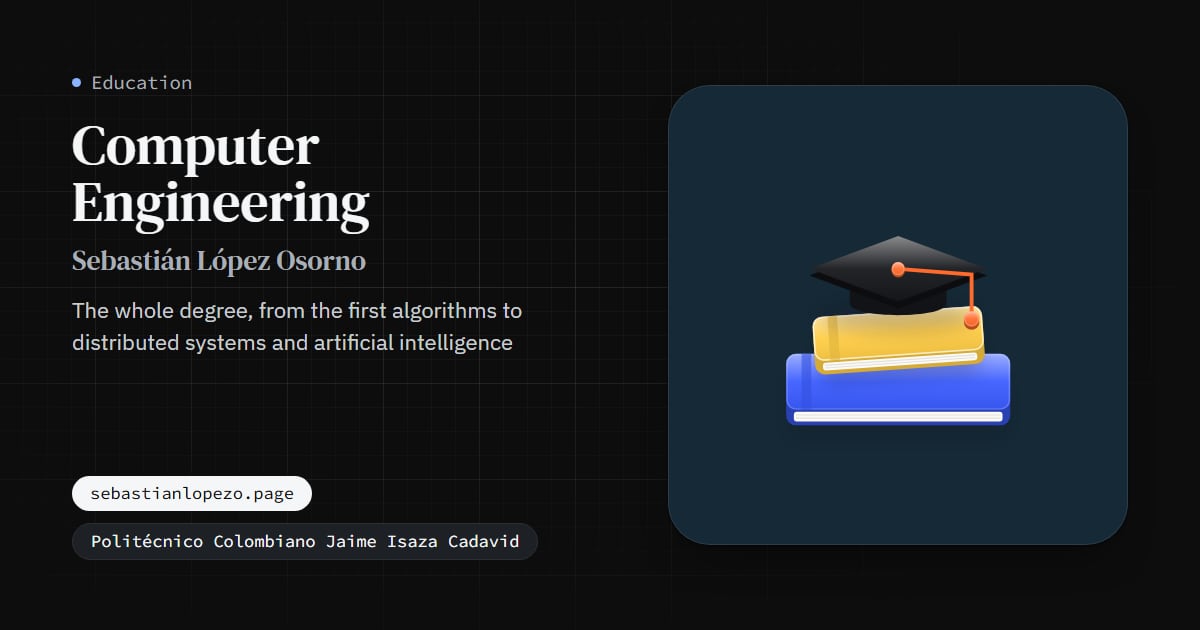 Education
Computer
Engineering
Sebastián López Osorno
The whole degree, from the first algorithms to
distributed systems and artificial intelligence
sebastianlopezo.page
Politécnico Colombiano Jaime Isaza Cadavid